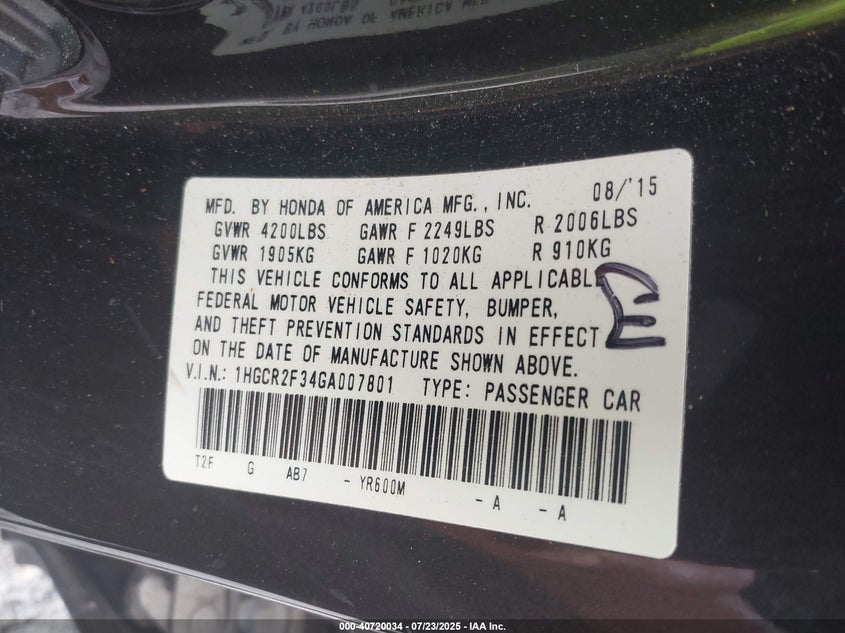 MFD. BY HONDA OF AMERICA MFG., INC. 08/'15
GVWR 4200LBS GAWR F 2249LBS R 2006LBS
GVWR 1905KG GAWR F 1020KG R 910KG
THIS VEHICLE CONFORMS TO ALL APPLICABLE
FEDERAL MOTOR VEHICLE SAFETY, BUMPER,
AND THEFT PREVENTION STANDARDS IN EFFECT
ON THE DATE OF MANUFACTURE SHOWN ABOVE.
V.I.N.: 1HGCR2F34GA007801 TYPE: PASSENGER CAR
T2F G AB7 - YR600M - A - A
000-40720034 / 07/23/2025 - IAA Inc.